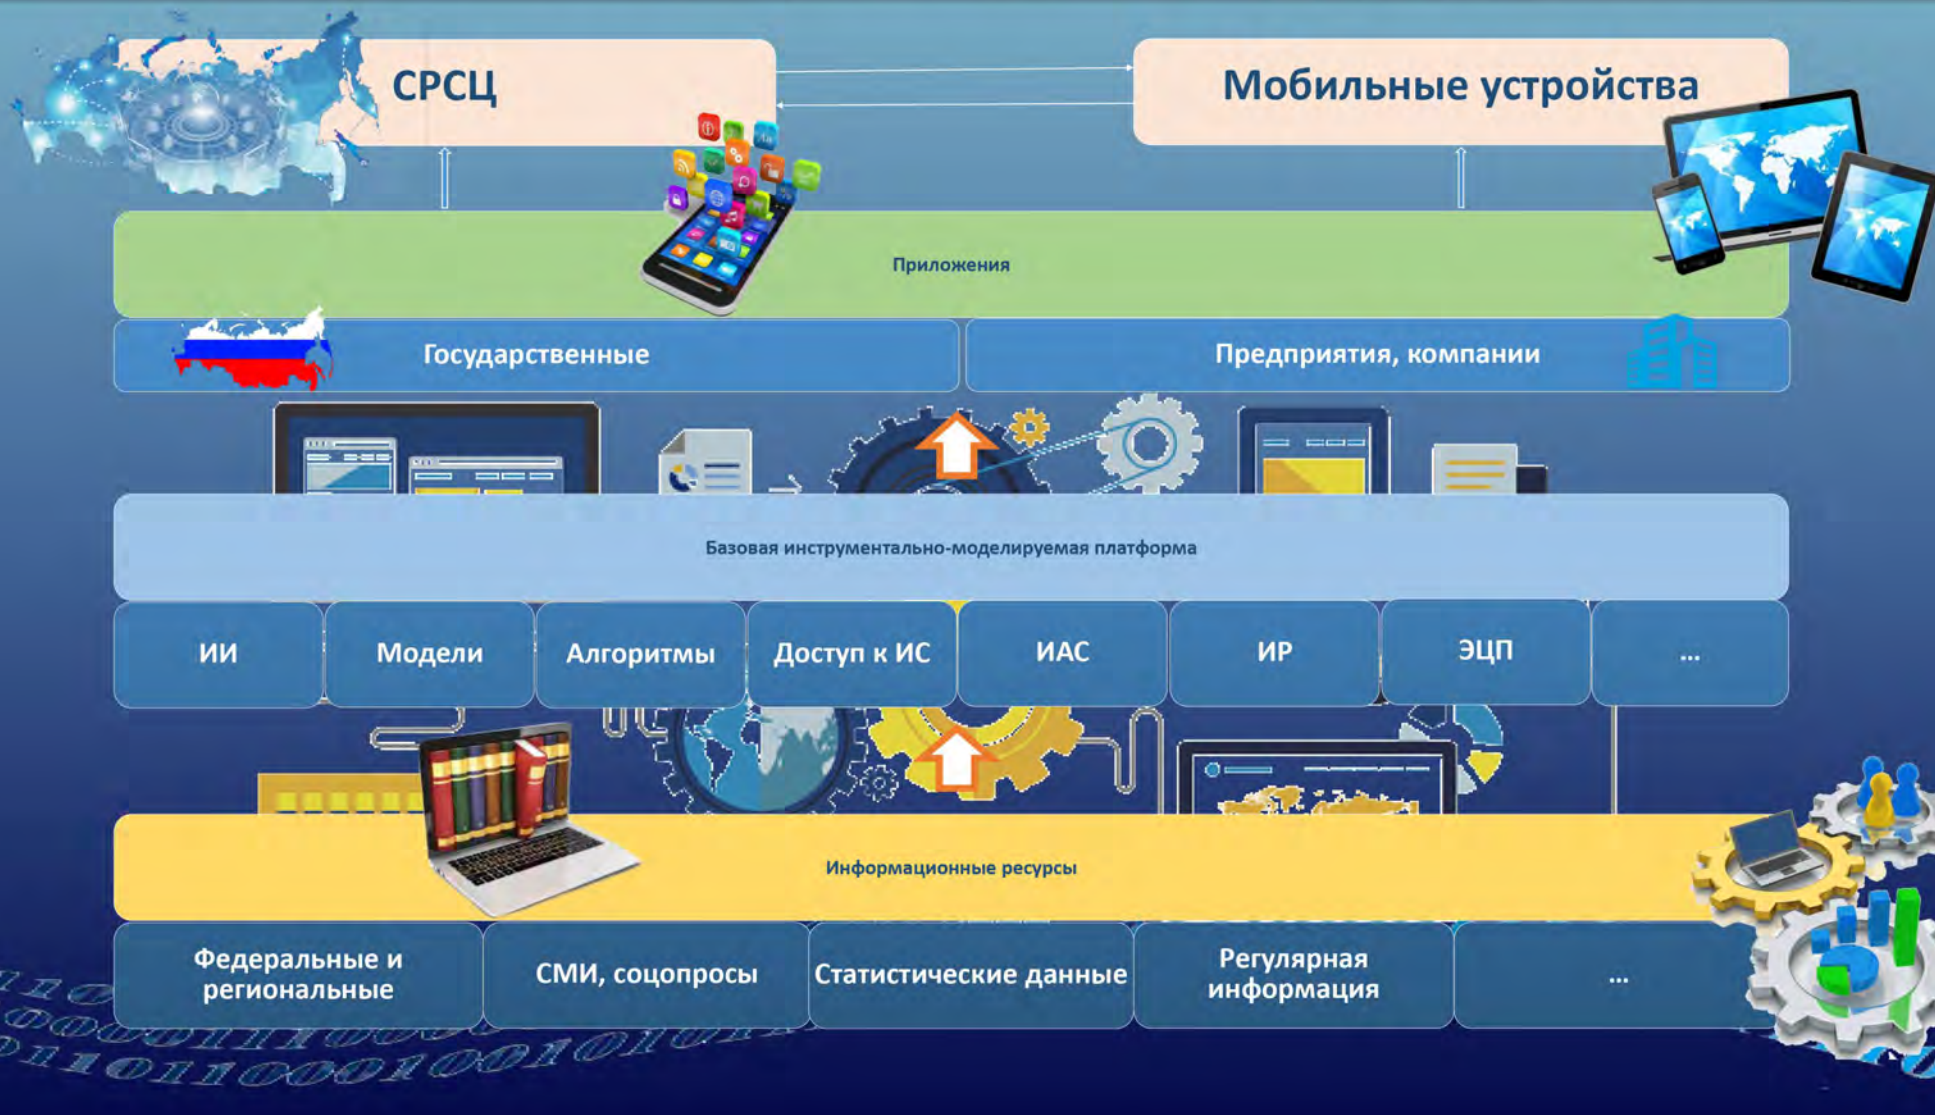 СРСЦ
Мобильные устройства
Приложения
Государственные
Предприятия, компании
Базовая инструментально-моделируемая платформа
ИИ
Модели
Алгоритмы
Доступ к ИС
ИАС
ИР
ЭЦП
...
Информационные ресурсы
Федеральные и
региональные
СМИ, соцопросы
Статистические данные
Регулярная
информация
...